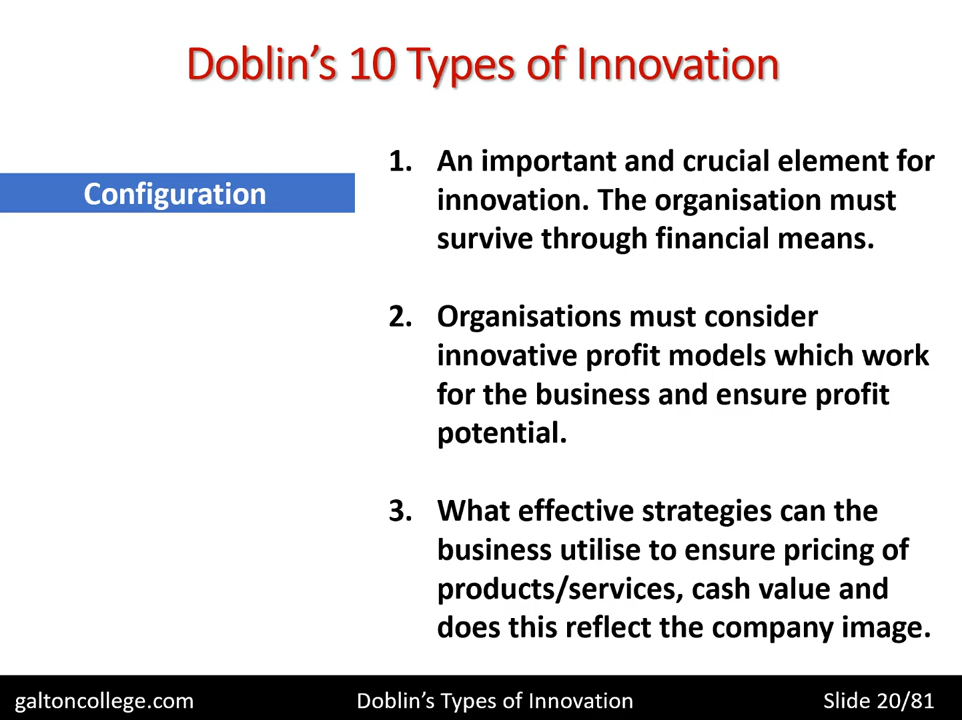 Doblin's 10 Types of Innovation
Configuration
1. An important and crucial element for
innovation. The organisation must
survive through financial means.
2. Organisations must consider
innovative profit models which work
for the business and ensure profit
potential.
3. What effective strategies can the
business utilise to ensure pricing of
products/services, cash value and
does this reflect the company image.
galtoncollege.com Doblin's Types of Innovation Slide 20/81